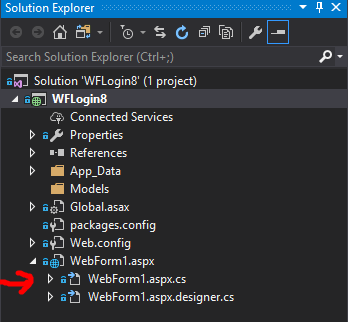 Solution Explorer
Search Solution Explorer (Ctrl+;)
Solution 'WFLogin8' (1 project)
WFLogin8
Connected Services
Properties
References
App_Data
Models
Global.asax
packages.config
Web.config
WebForm1.aspx
WebForm1.aspx.cs
WebForm1.aspx.designer.cs